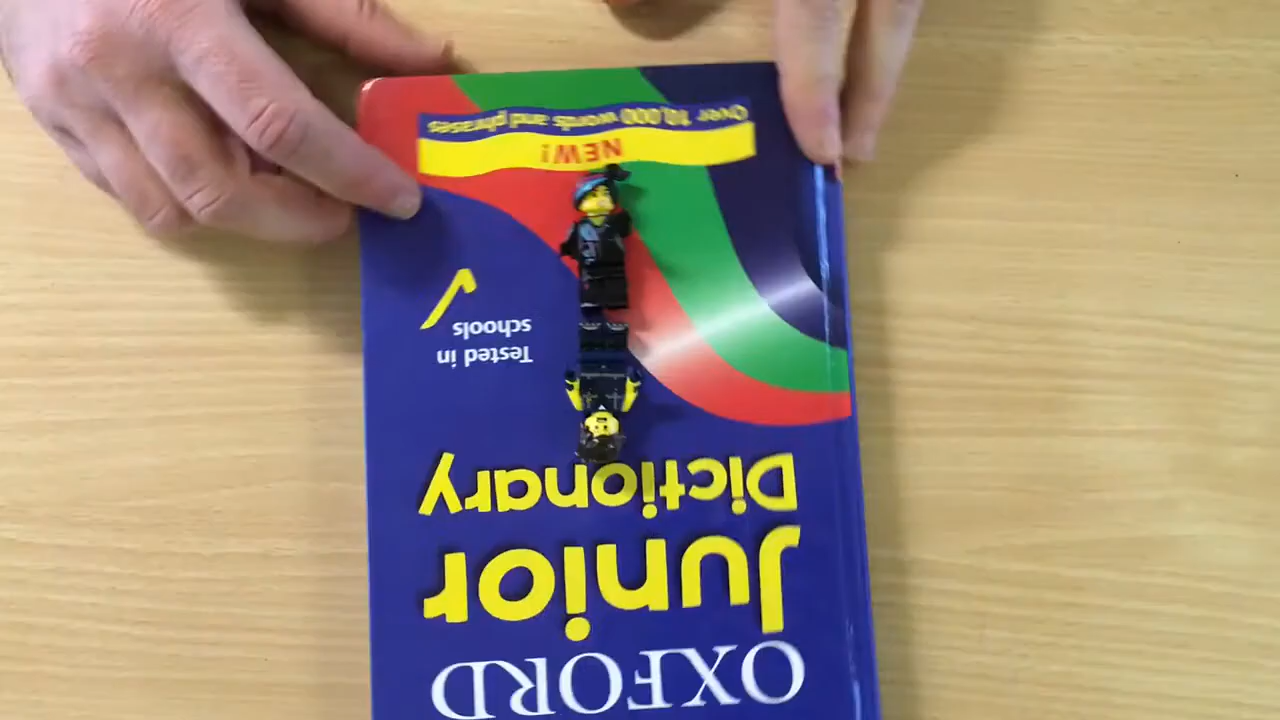 OXFORD
Junior
Dictionary
Tested in
schools
NEW!
Over 10,000 words and phrases